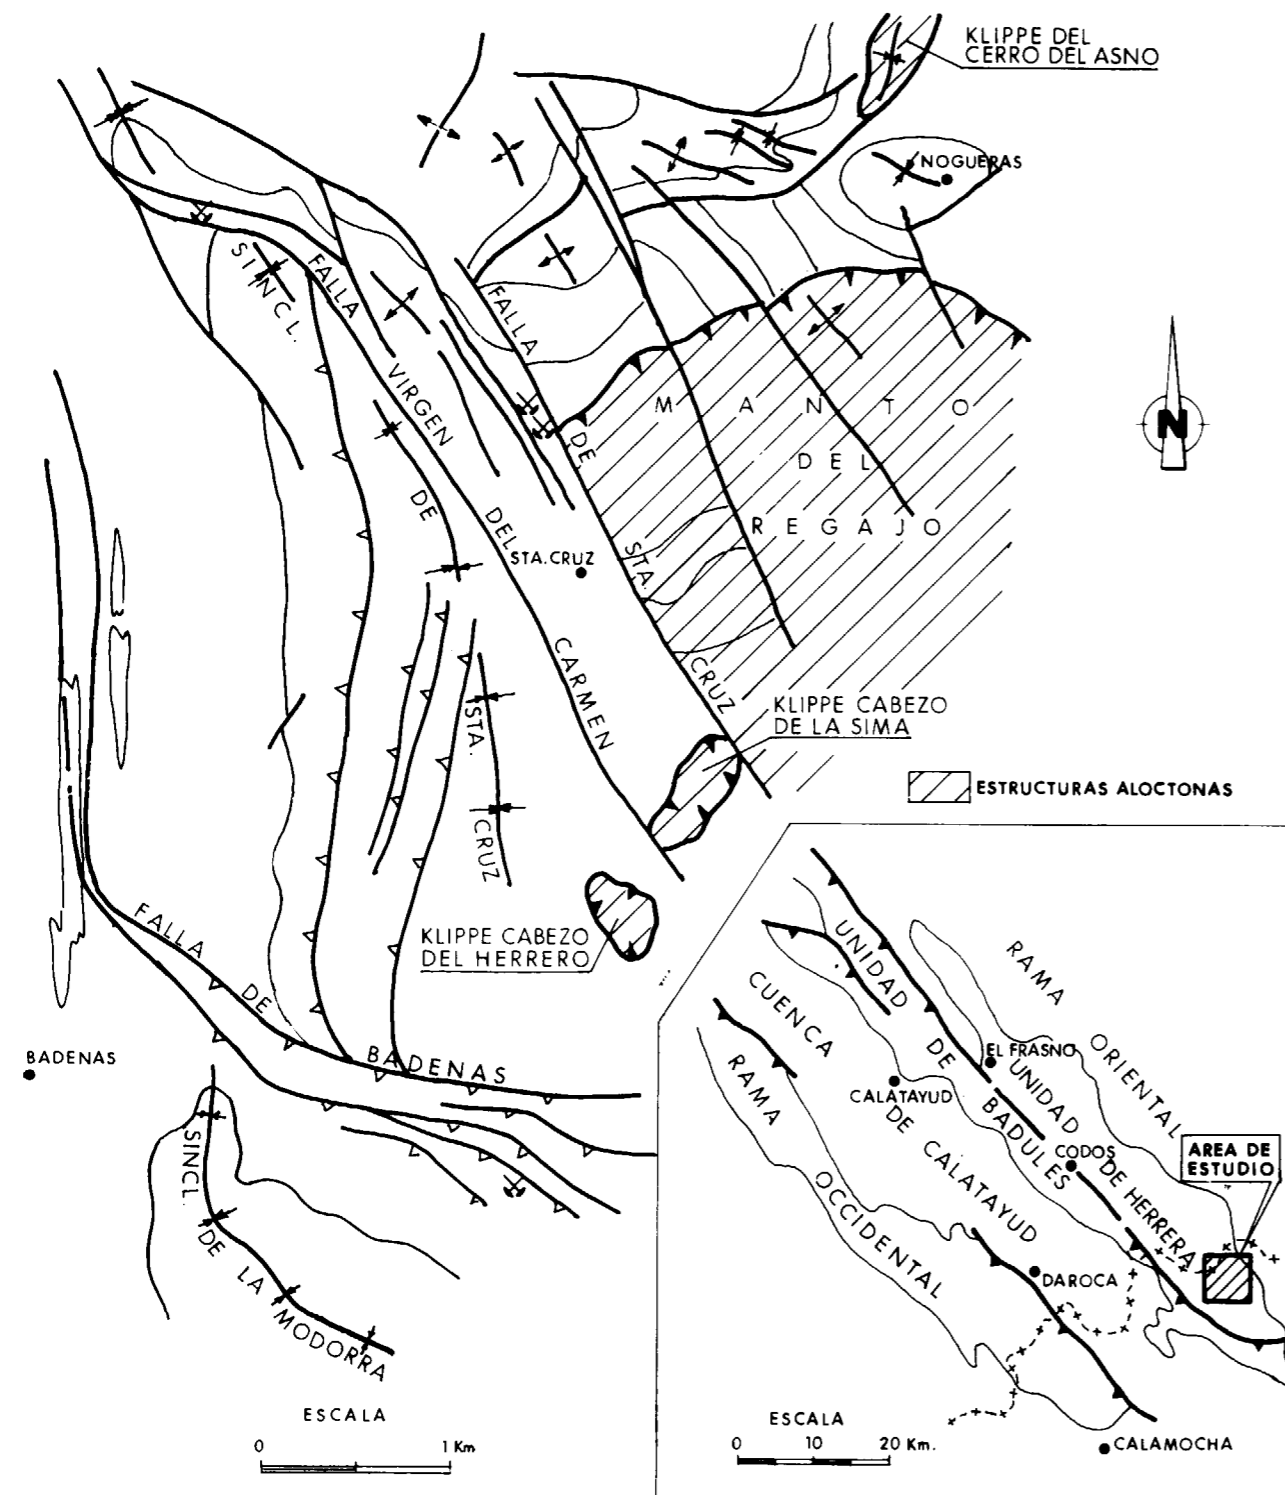 KLIPPE DEL
CERRO DEL ASNO
NOGUERAS
SINCL. DE STA. CRUZ
FALLA VIRGEN DEL CARMEN
FALLA DE STA. CRUZ
MANTO
DEL
REGAJO
N
STA. CRUZ
KLIPPE CABEZO
DE LA SIMA
ESTRUCTURAS ALOCTONAS
KLIPPE CABEZO
DEL HERRERO
FALLA DE BADENAS
BADENAS
SINCL. DE LA MODORRA
ESCALA
0 1 Km
UNIDAD DE BADULES
RAMA ORIENTAL
CUENCA DE CALATAYUD
EL FRASNO
UNIDAD DE HERRERA
RAMA OCCIDENTAL
CALATAYUD
CODOS
AREA DE
ESTUDIO
DAROCA
ESCALA
0 10 20 Km.
CALAMOCHA